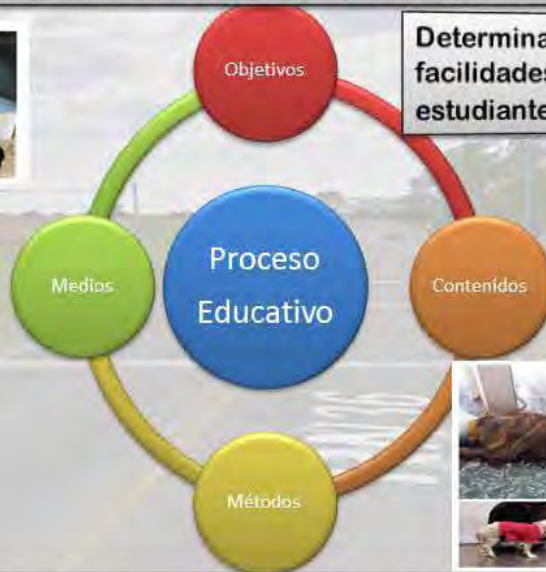 Objetivos
Determina
facilidades
estudiante
Medios
Proceso
Educativo
Contenidos
Métodos